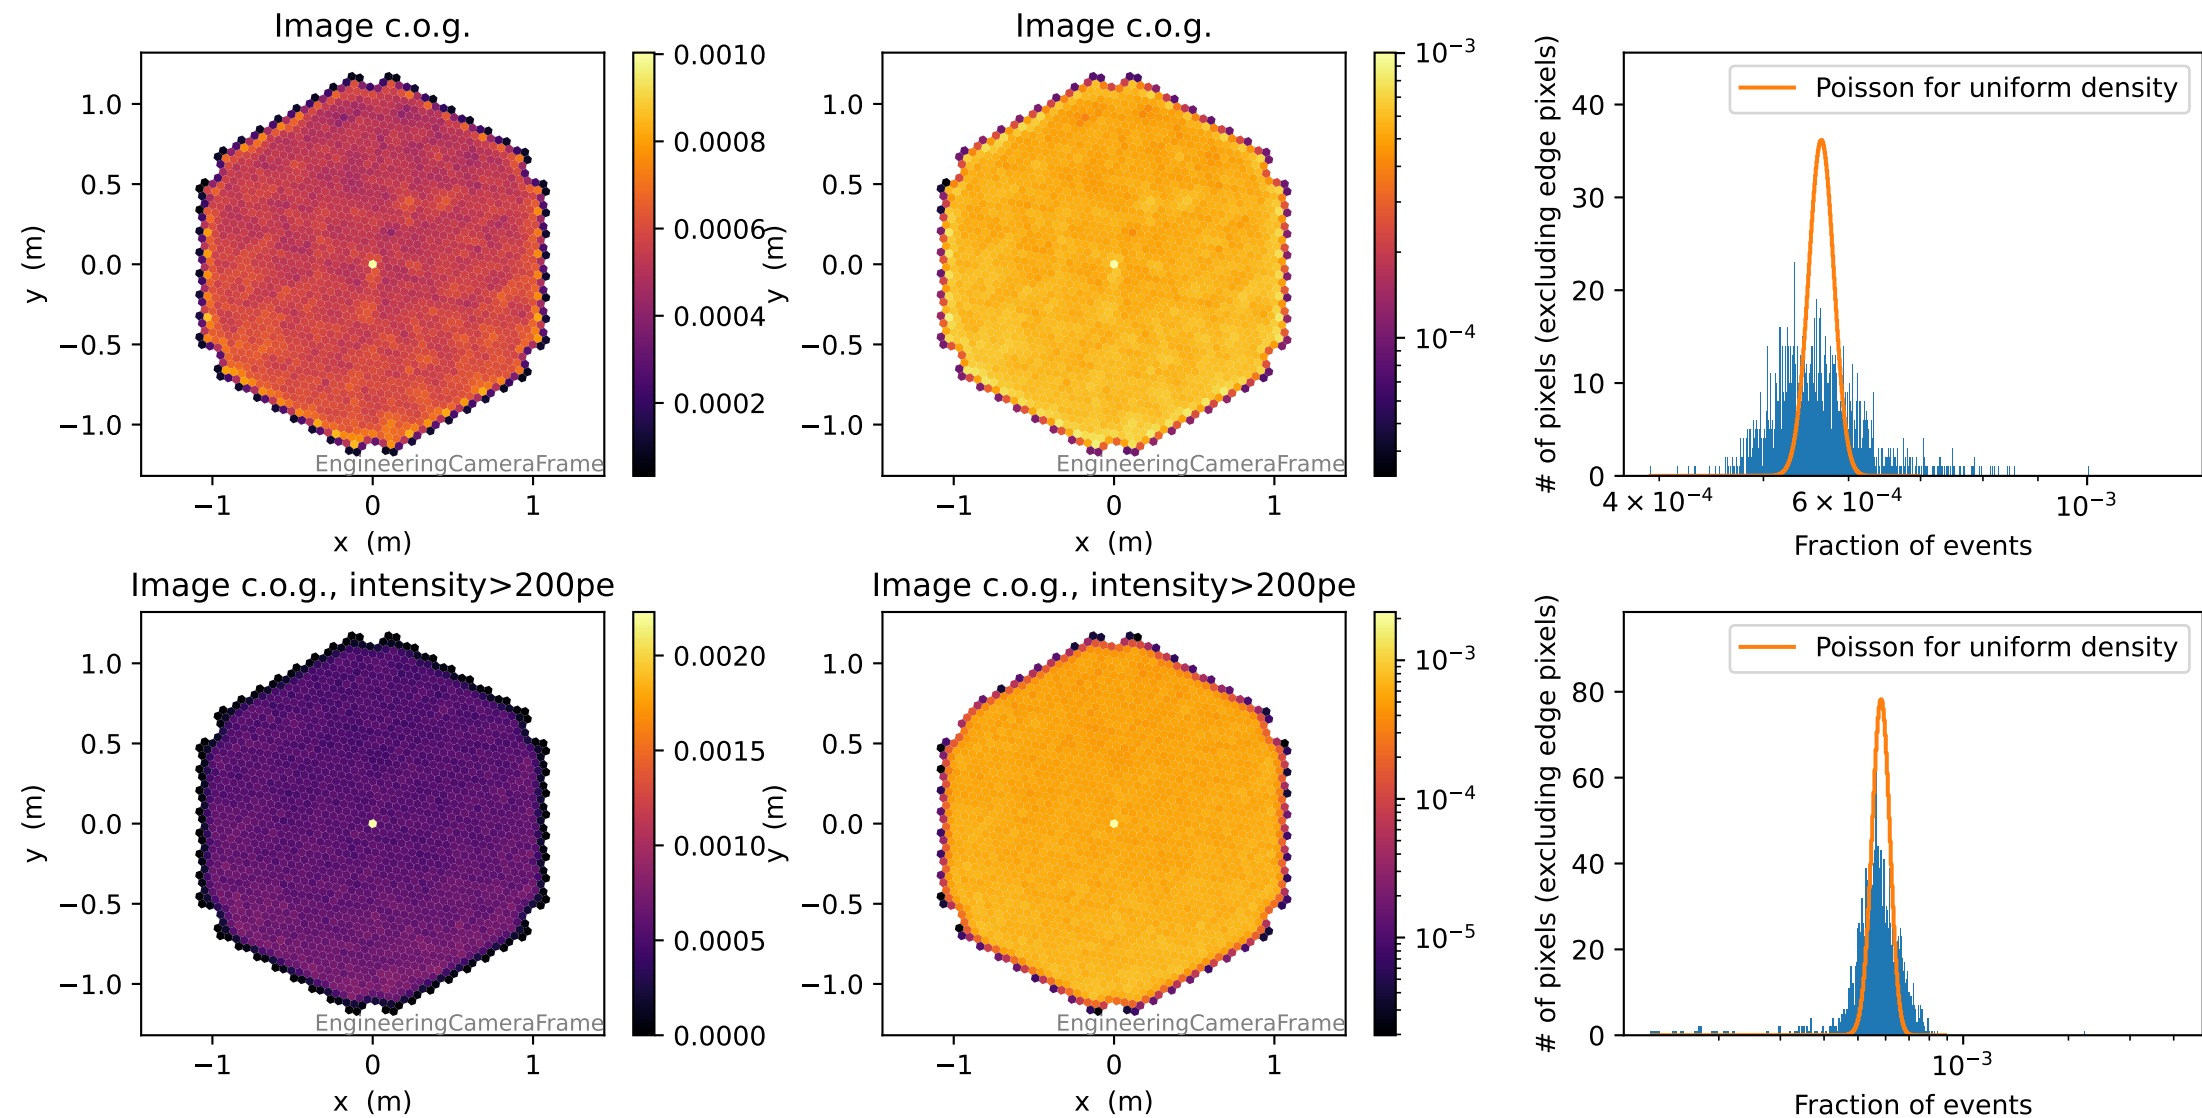 Image c.o.g.
y (m)
1.0
0.5
0.0
−0.5
−1.0
−1 0 1
x (m)
EngineeringCameraFrame
0.0010
0.0008
0.0006
0.0004
0.0002
Image c.o.g.
y (m)
1.0
0.5
0.0
−0.5
−1.0
−1 0 1
x (m)
EngineeringCameraFrame
10⁻³
10⁻⁴
# of pixels (excluding edge pixels)
40
30
20
10
0
Poisson for uniform density
4 × 10⁻⁴ 6 × 10⁻⁴ 10⁻³
Fraction of events
Image c.o.g., intensity>200pe
y (m)
1.0
0.5
0.0
−0.5
−1.0
−1 0 1
x (m)
EngineeringCameraFrame
0.0020
0.0015
0.0010
0.0005
0.0000
Image c.o.g., intensity>200pe
y (m)
1.0
0.5
0.0
−0.5
−1.0
−1 0 1
x (m)
EngineeringCameraFrame
10⁻³
10⁻⁴
10⁻⁵
# of pixels (excluding edge pixels)
80
60
40
20
0
Poisson for uniform density
10⁻³
Fraction of events